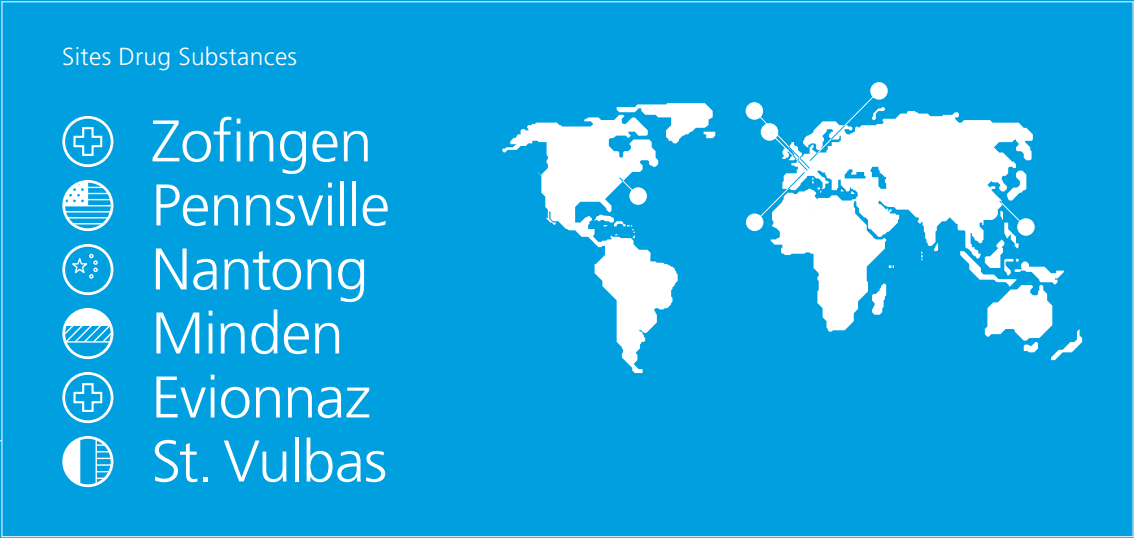 Sites Drug Substances
Zofingen
Pennsville
Nantong
Minden
Evionnaz
St. Vulbas